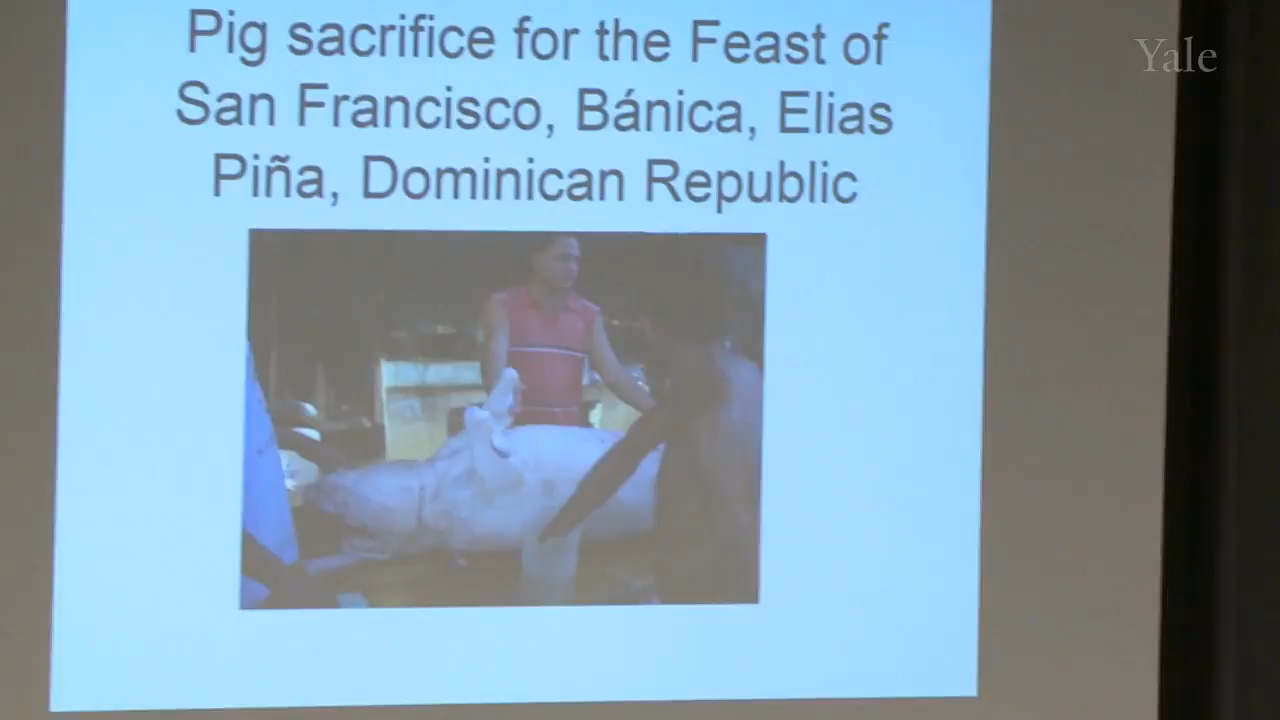 Yale
Pig sacrifice for the Feast of
San Francisco, Bánica, Elias
Piña, Dominican Republic